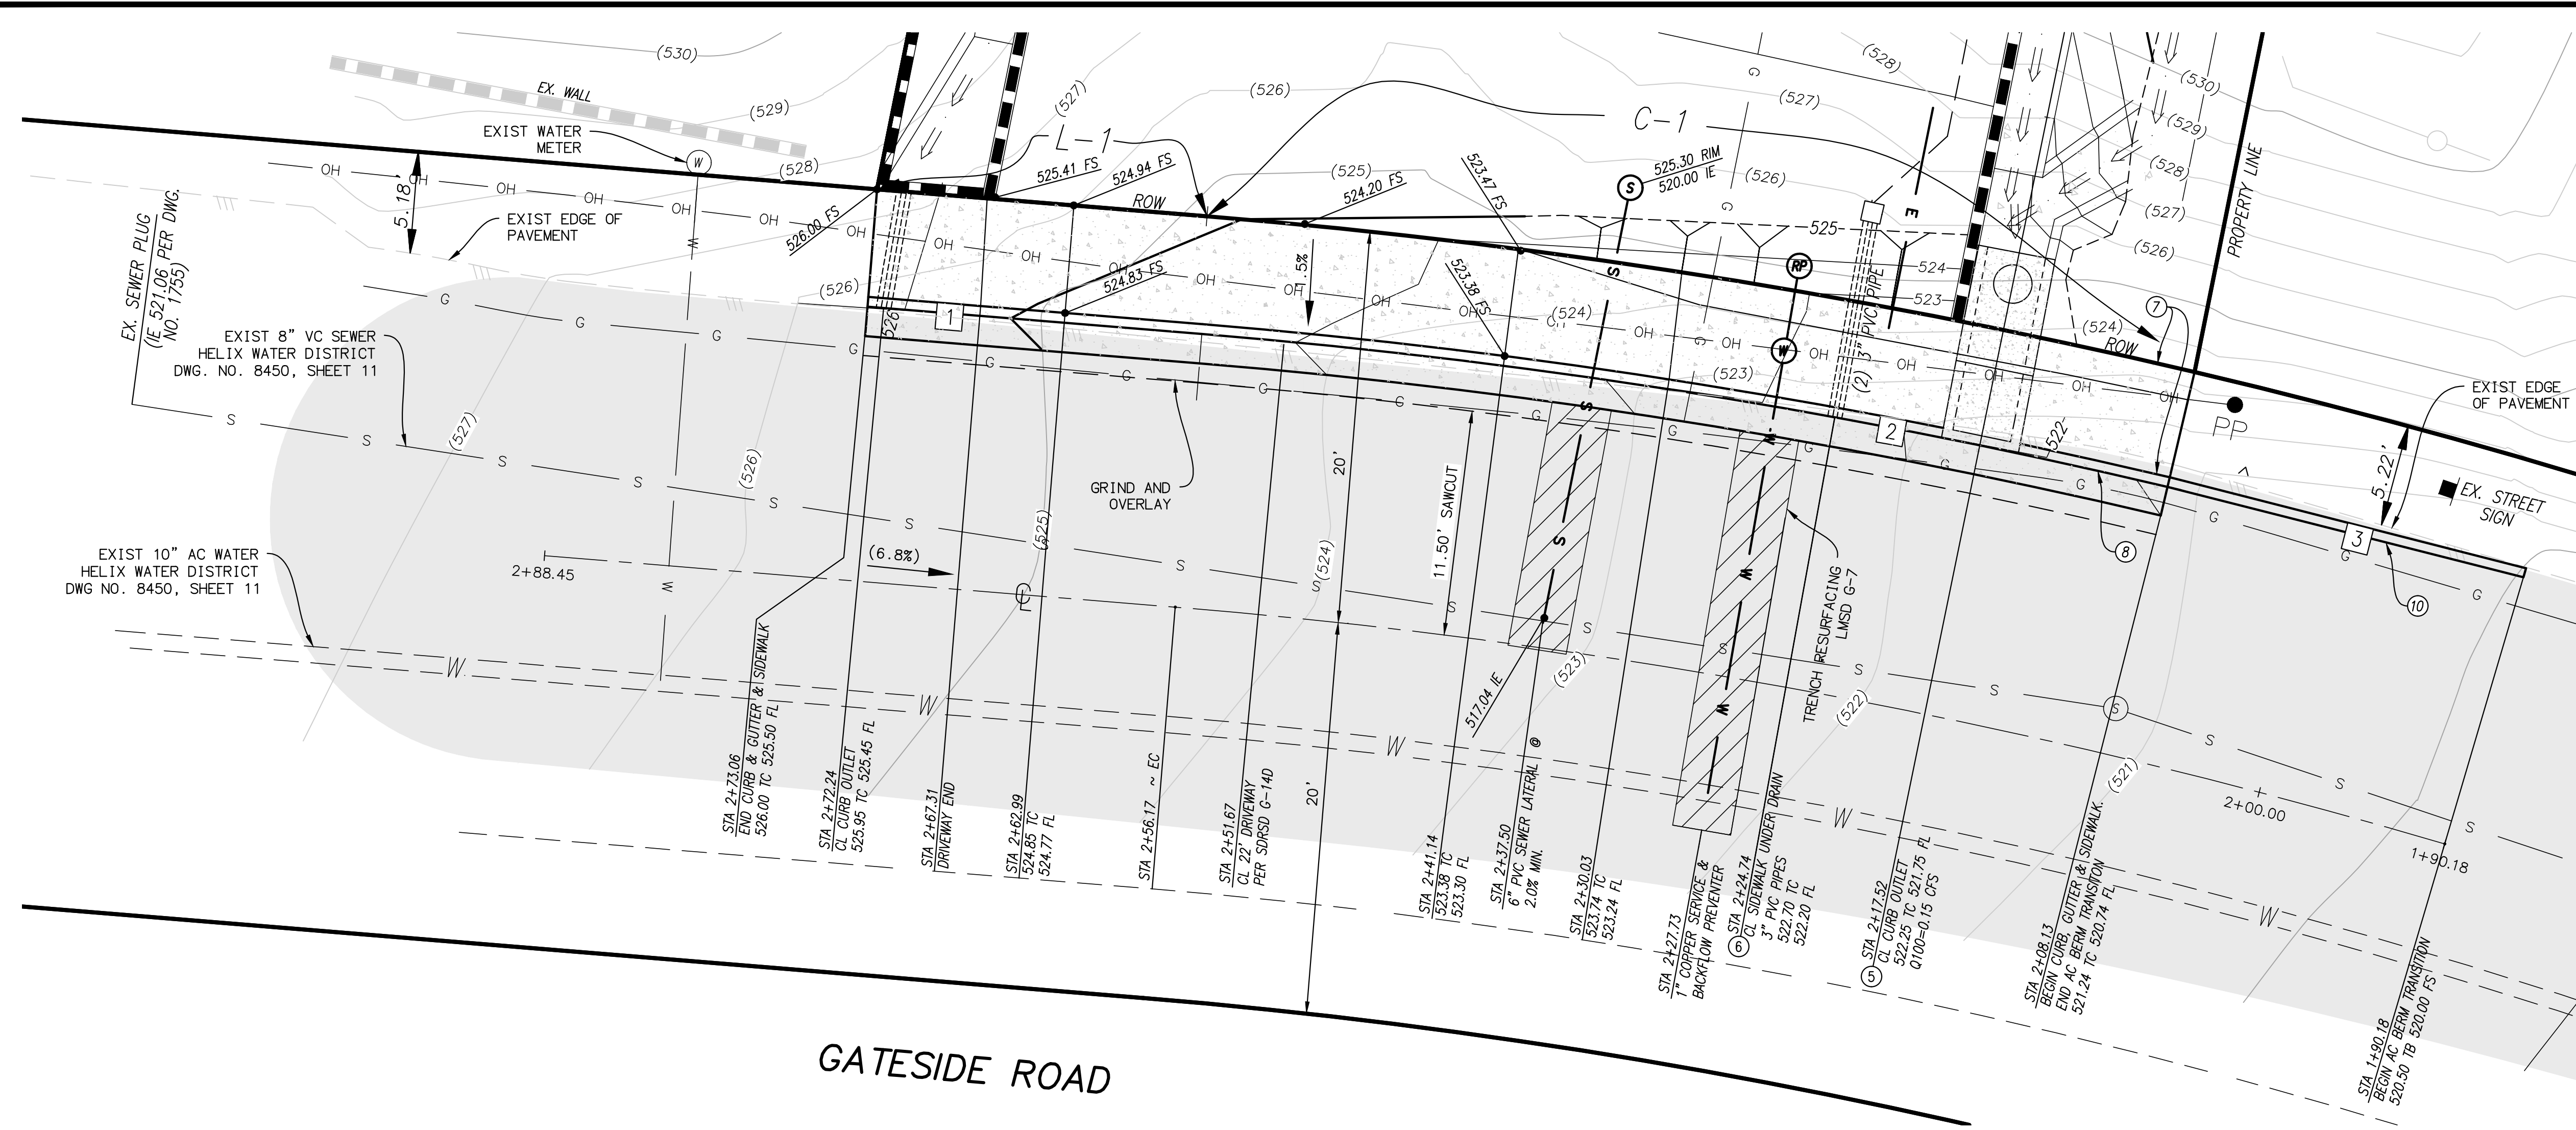 (530)
EX. WALL
(529)
(528)
EXIST WATER
METER
W
5.18'
EXIST EDGE OF
PAVEMENT
EX. SEWER PLUG
(IE 521.06 PER DWG.
NO. 1755)
EXIST 8" VC SEWER
HELIX WATER DISTRICT
DWG. NO. 8450, SHEET 11
EXIST 10" AC WATER
HELIX WATER DISTRICT
DWG NO. 8450, SHEET 11
(527)
(526)
2+88.45
(6.8%)
L-1
(527)
(526)
525.41 FS
524.94 FS
526.00 FS
ROW
524.83 FS
(526)
526
1
(525)
524.20 FS
1.5%
523.47 FS
523.38 FS
C-1
S
525.30 RIM
520.00 IE
(526)
(527)
(528)
525
524
523
(524)
(523)
RP
W
(2) 3" PVC PIPE
E
2
(530)
(529)
(528)
(527)
(526)
(524)
ROW
PROPERTY LINE
7
522
PP
EXIST EDGE
OF PAVEMENT
5.22'
EX. STREET
SIGN
3
8
10
GRIND AND
OVERLAY
20'
11.50' SAWCUT
(525)
(524)
(523)
(522)
(521)
517.04 IE
TRENCH RESURFACING
LMSD G-7
2+00.00
1+90.18
20'
STA 2+73.06
END CURB & GUTTER & SIDEWALK
526.00 TC 525.50 FL
STA 2+72.24
CL CURB OUTLET
525.95 TC 525.45 FL
STA 2+67.31
DRIVEWAY END
STA 2+62.99
524.85 TC
524.77 FL
STA 2+56.17 ~ EC
STA 2+51.67
CL 22' DRIVEWAY
PER SDRSD G-14D
STA 2+41.14
523.38 TC
523.30 FL
STA 2+37.50
6" PVC SEWER LATERAL @
2.0% MIN.
STA 2+30.03
523.74 TC
523.24 FL
STA 2+27.73
1" COPPER SERVICE &
BACKFLOW PREVENTER
6
STA 2+24.74
CL SIDEWALK UNDER DRAIN
3" PVC PIPES
522.70 TC
522.20 FL
5
STA 2+17.52
CL CURB OUTLET
522.25 TC 521.75 FL
Q100=0.15 CFS
STA 2+08.13
BEGIN CURB, GUTTER & SIDEWALK.
END AC BERM TRANSITION
521.24 TC 520.74 FL
STA 1+90.18
BEGIN AC BERM TRANSITION
520.50 TB 520.00 FS
GATESIDE ROAD